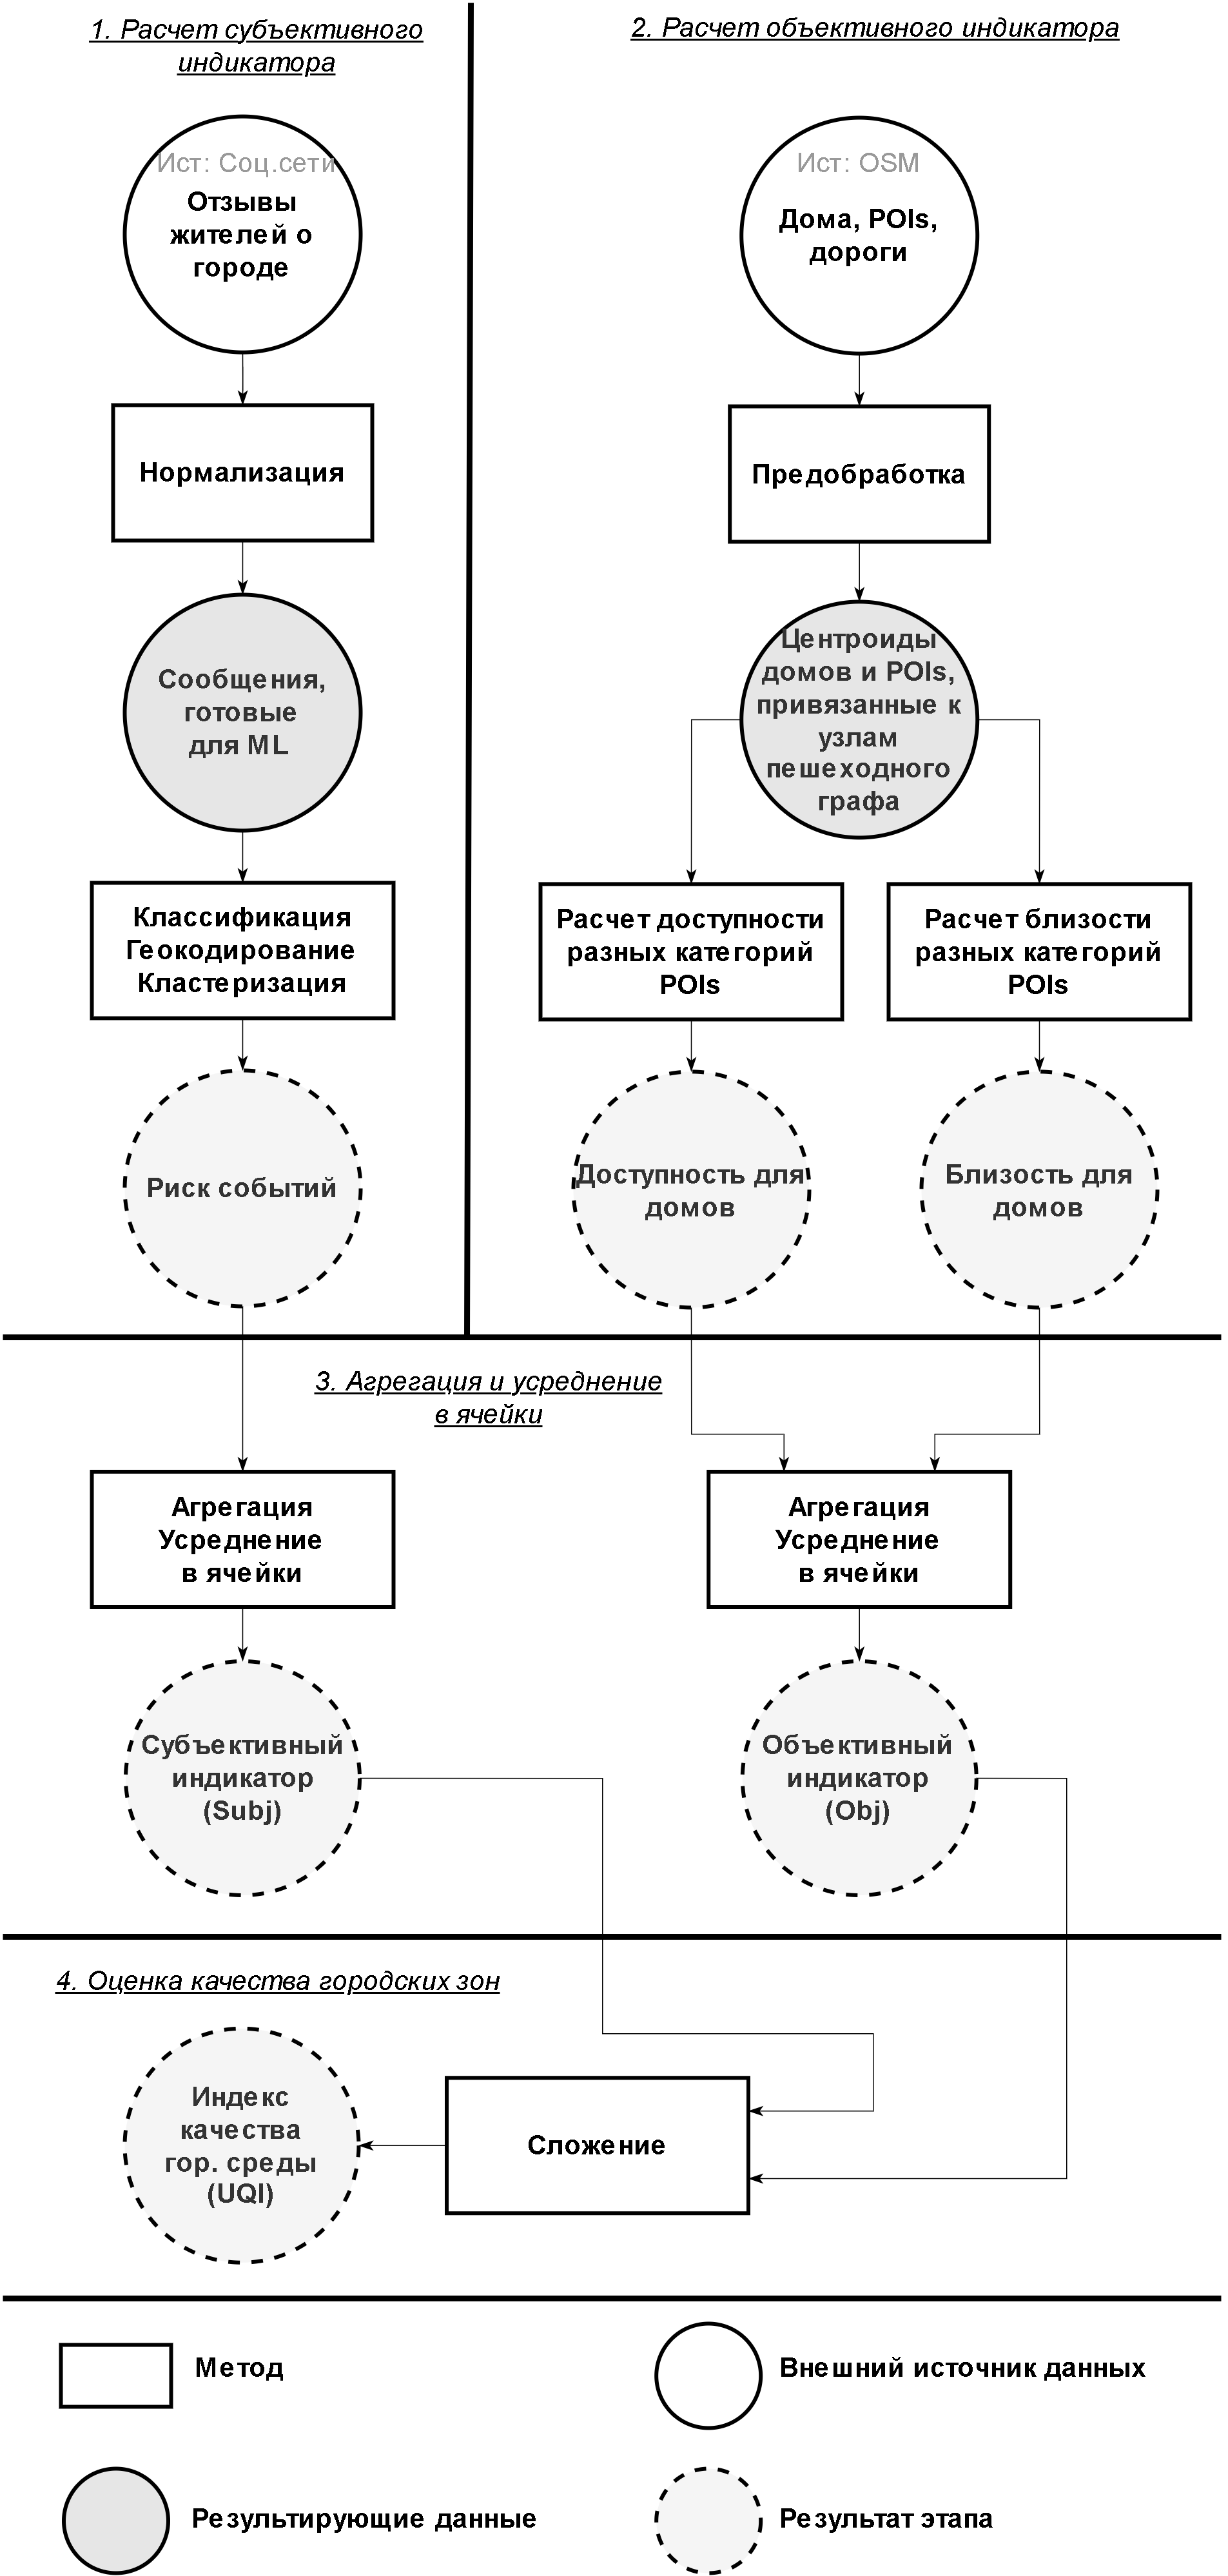 1. Расчет субъективного
индикатора
Ист: Соц.сети
Отзывы
жителей о
городе
Нормализация
Сообщения,
готовые
для ML
Классификация
Геокодирование
Кластеризация
Риск событий
2. Расчет объективного индикатора
Ист: OSM
Дома, POIs,
дороги
Предобработка
Центроиды
домов и POIs,
привязанные к
узлам
пешеходного
графа
Расчет доступности
разных категорий
POIs
Расчет близости
разных категорий
POIs
Доступность для
домов
Близость для
домов
3. Агрегация и усреднение
в ячейки
Агрегация
Усреднение
в ячейки
Агрегация
Усреднение
в ячейки
Субъективный
индикатор
(Subj)
Объективный
индикатор
(Obj)
4. Оценка качества городских зон
Индекс
качества
гор. среды
(UQI)
Сложение
Метод
Внешний источник данных
Результирующие данные
Результат этапа